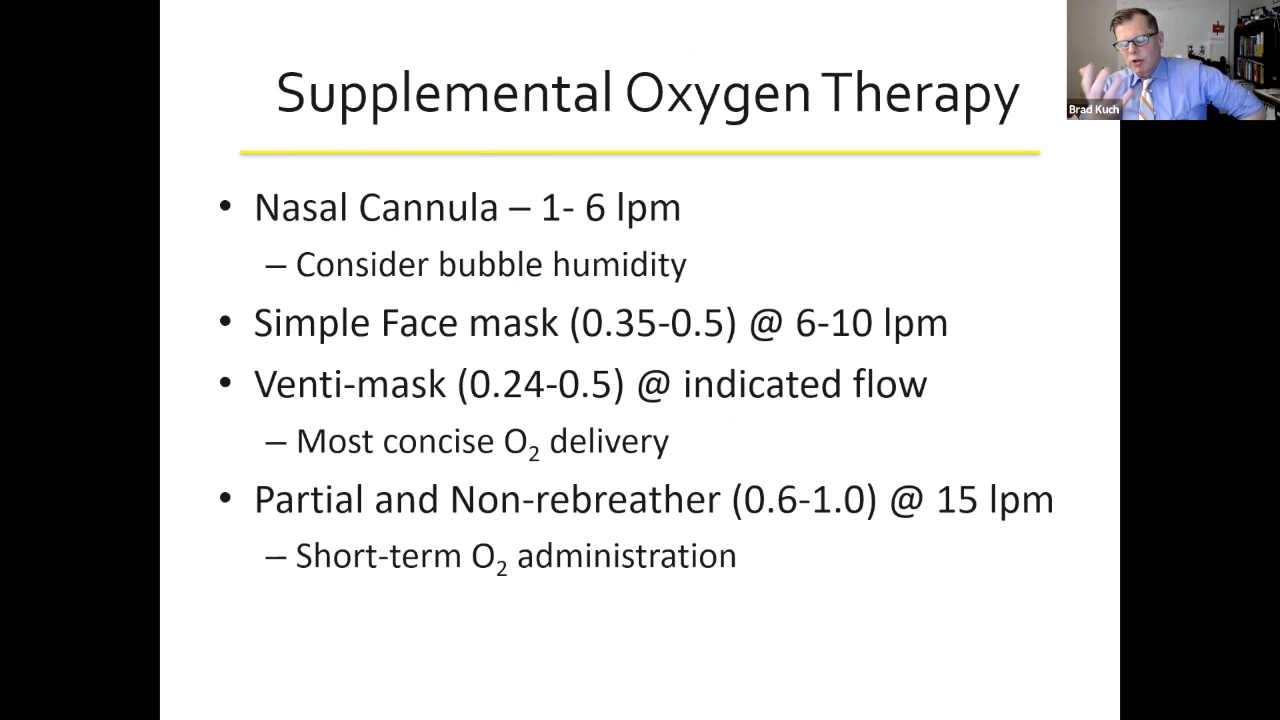 Supplemental Oxygen Therapy
Brad Kuch
• Nasal Cannula – 1- 6 lpm
– Consider bubble humidity
• Simple Face mask (0.35-0.5) @ 6-10 lpm
• Venti-mask (0.24-0.5) @ indicated flow
– Most concise O₂ delivery
• Partial and Non-rebreather (0.6-1.0) @ 15 lpm
– Short-term O₂ administration